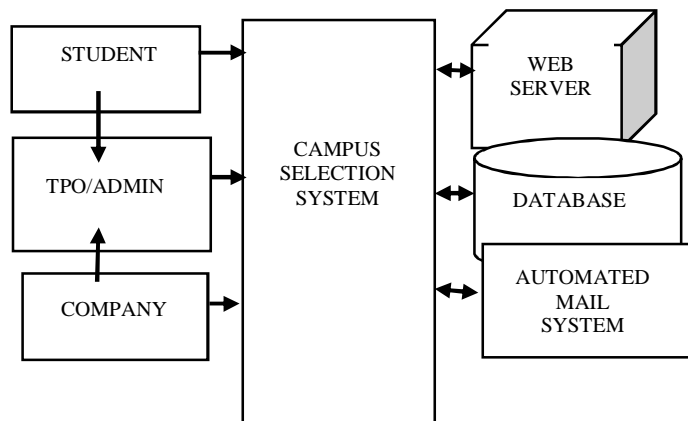 STUDENT
TPO/ADMIN
COMPANY
CAMPUS
SELECTION
SYSTEM
WEB
SERVER
DATABASE
AUTOMATED
MAIL
SYSTEM